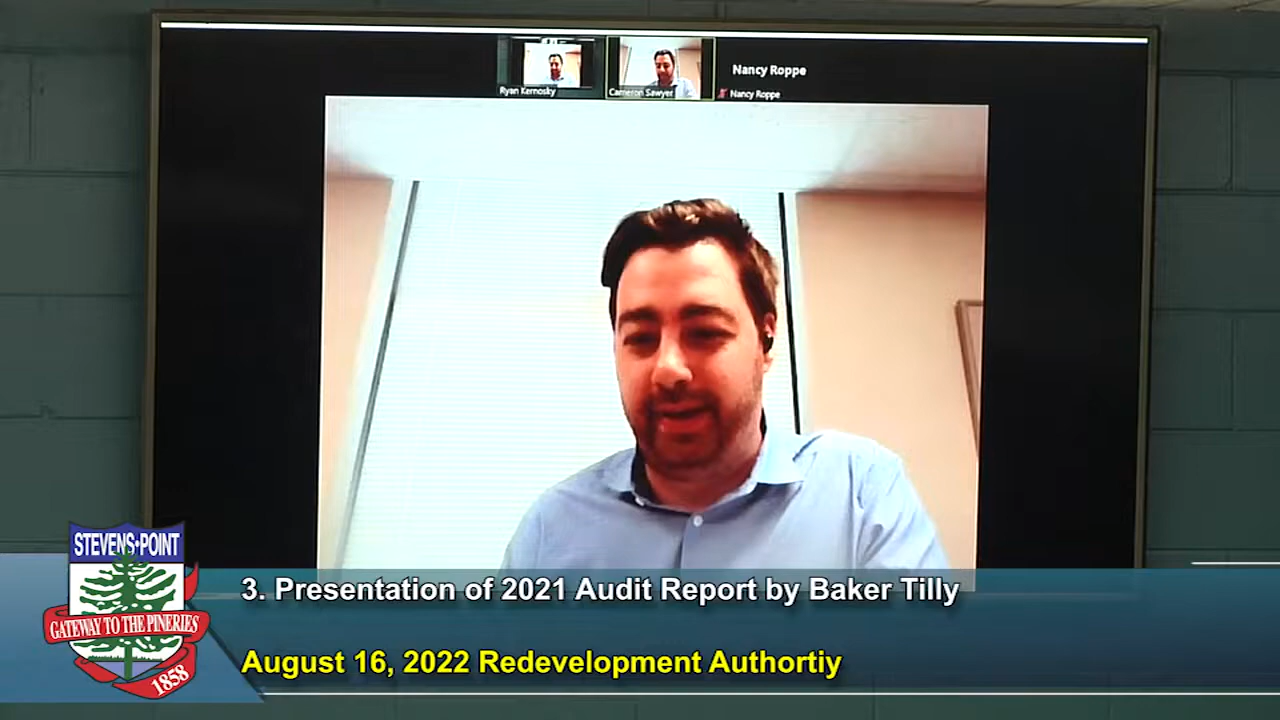 Nancy Roppe
Ryan Kernosky
Cameron Sawyer
Nancy Roppe
STEVENS•POINT
GATEWAY TO THE PINERIES
1858
3. Presentation of 2021 Audit Report by Baker Tilly
August 16, 2022 Redevelopment Authortiy